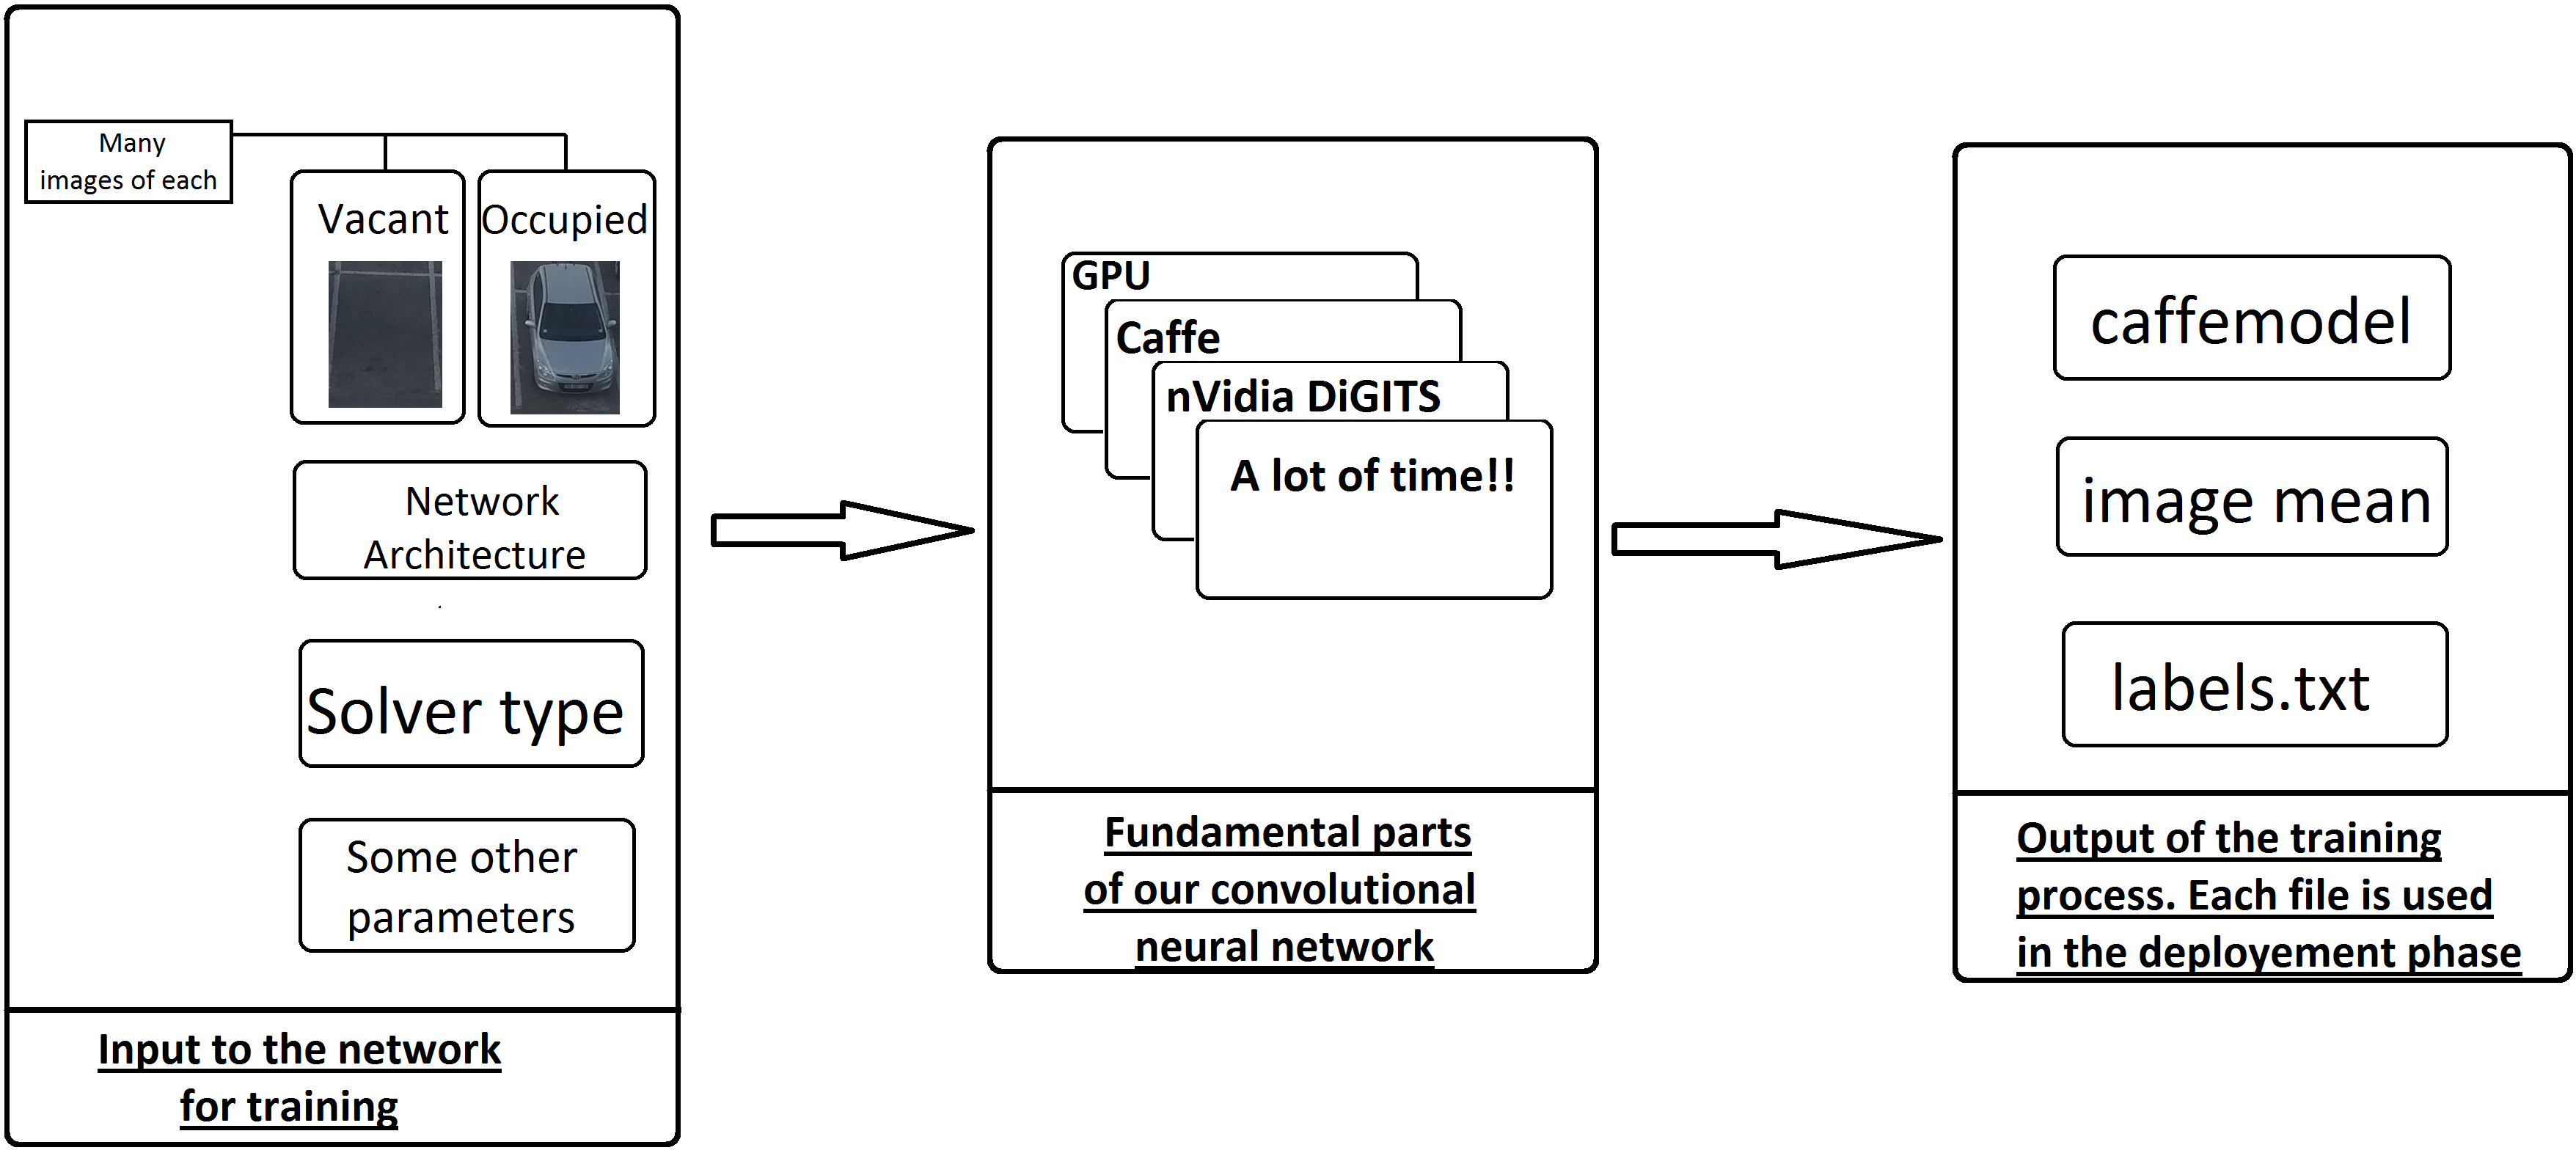 Many
images of each
Vacant
Occupied
Network
Architecture
Solver type
Some other
parameters
Input to the network
for training
GPU
Caffe
nVidia DiGITS
A lot of time!!
Fundamental parts
of our convolutional
neural network
caffemodel
image mean
labels.txt
Output of the training
process. Each file is used
in the deployement phase